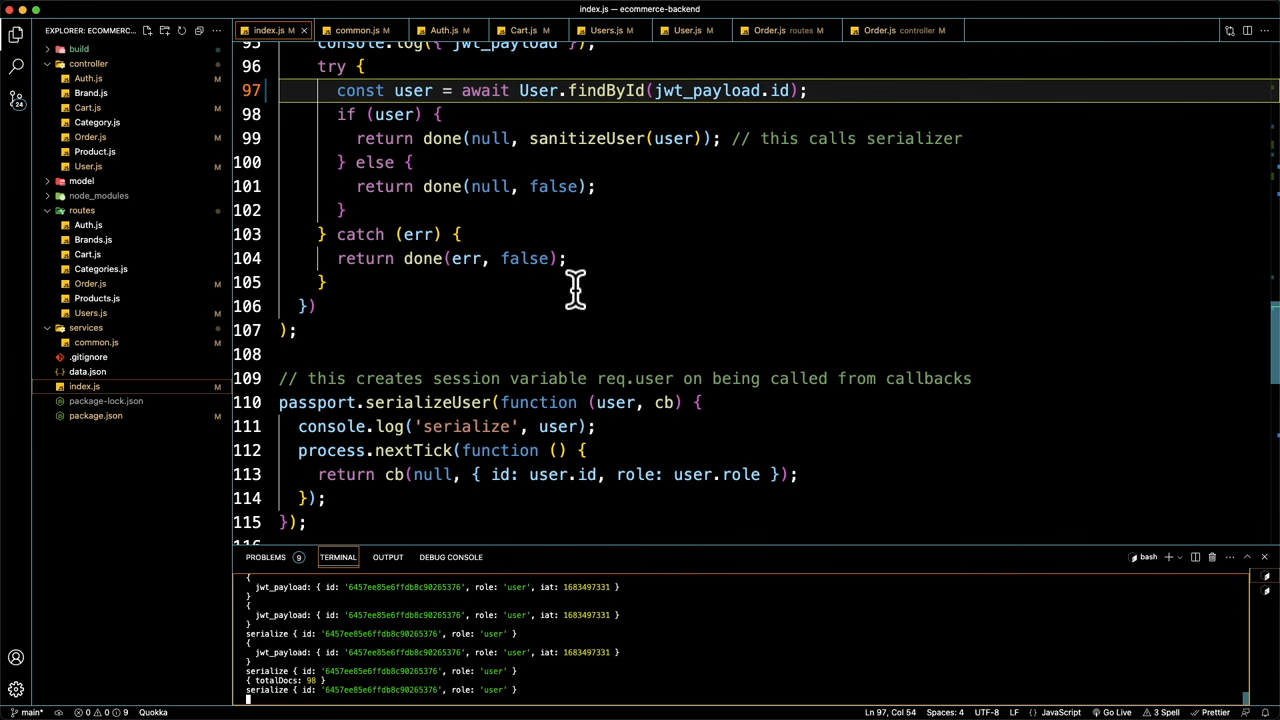 index.js — ecommerce-backend
EXPLORER: ECOMMERC...
build
controller
Auth.js M
Brand.js
Cart.js M
Category.js
Order.js M
Product.js
User.js M
model
node_modules
routes
Auth.js
Brands.js
Cart.js
Categories.js
Order.js M
Products.js
Users.js M
services
common.js M
.gitignore
data.json
index.js M
package-lock.json
package.json M
24
index.js M
common.js M
Auth.js M
Cart.js M
Users.js M
User.js M
Order.js routes M
Order.js controller M
95 console.log({ jwt_payload });
96 try {
97 const user = await User.findById(jwt_payload.id);
98 if (user) {
99 return done(null, sanitizeUser(user)); // this calls serializer
100 } else {
101 return done(null, false);
102 }
103 } catch (err) {
104 return done(err, false);
105 }
106 })
107 );
108
109 // this creates session variable req.user on being called from callbacks
110 passport.serializeUser(function (user, cb) {
111 console.log('serialize', user);
112 process.nextTick(function () {
113 return cb(null, { id: user.id, role: user.role });
114 });
115 });
PROBLEMS 9 TERMINAL OUTPUT DEBUG CONSOLE
bash
{
jwt_payload: { id: '6457ee85e6ffdb8c90265376', role: 'user', iat: 1683497331 }
}
{
jwt_payload: { id: '6457ee85e6ffdb8c90265376', role: 'user', iat: 1683497331 }
}
serialize { id: '6457ee85e6ffdb8c90265376', role: 'user' }
{
jwt_payload: { id: '6457ee85e6ffdb8c90265376', role: 'user', iat: 1683497331 }
}
serialize { id: '6457ee85e6ffdb8c90265376', role: 'user' }
{ totalDocs: 98 }
serialize { id: '6457ee85e6ffdb8c90265376', role: 'user' }
main* 0 0 9 Quokka Ln 97, Col 54 Spaces: 4 UTF-8 LF { } JavaScript Go Live 3 Spell Prettier